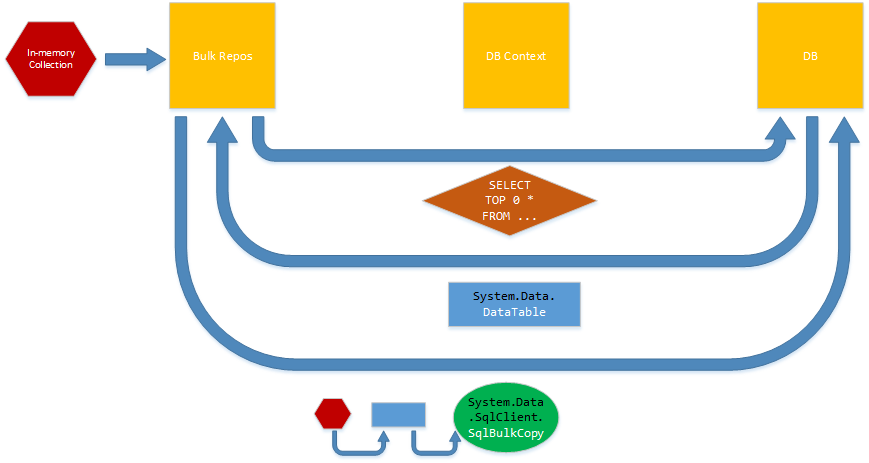 In-memory
Collection
Bulk Repos
DB Context
DB
SELECT
TOP 0 *
FROM ...
System.Data.
DataTable
System.Data
.SqlClient.
SqlBulkCopy